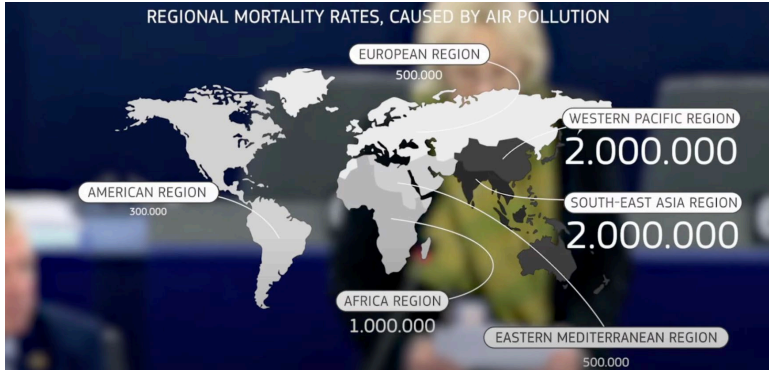 REGIONAL MORTALITY RATES, CAUSED BY AIR POLLUTION
EUROPEAN REGION
500.000
WESTERN PACIFIC REGION
2.000.000
AMERICAN REGION
300.000
SOUTH-EAST ASIA REGION
2.000.000
AFRICA REGION
1.000.000
EASTERN MEDITERRANEAN REGION
500.000